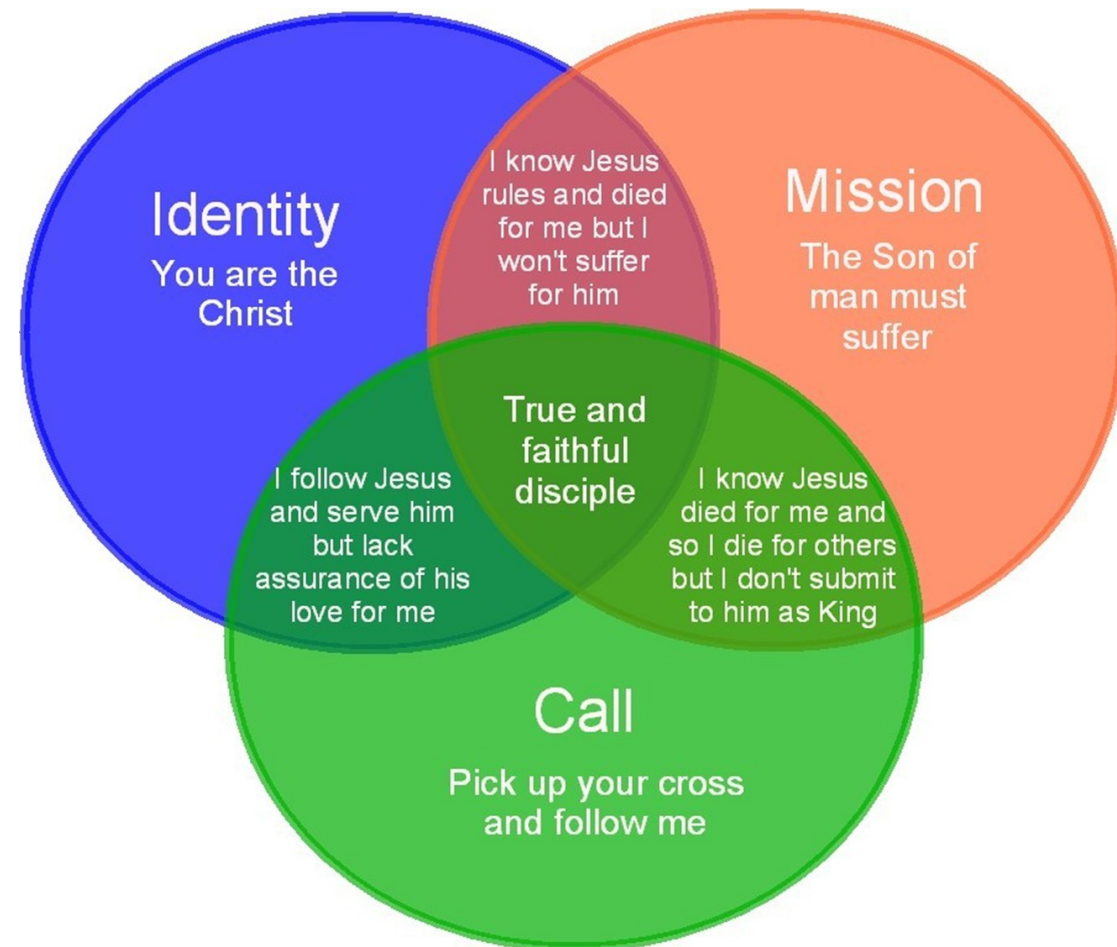 Identity
You are the
Christ
I know Jesus
rules and died
for me but I
won't suffer
for him
Mission
The Son of
man must
suffer
True and
faithful
disciple
I follow Jesus
and serve him
but lack
assurance of his
love for me
I know Jesus
died for me and
so I die for others
but I don't submit
to him as King
Call
Pick up your cross
and follow me